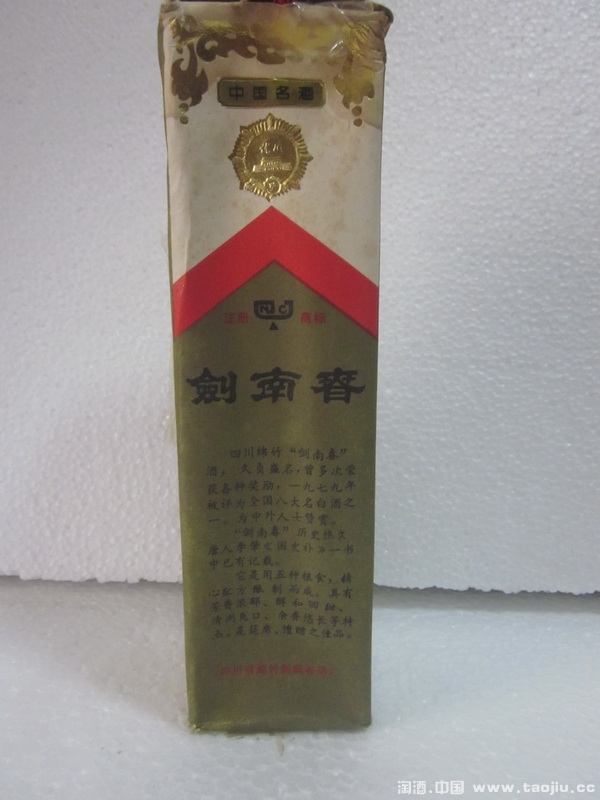 中国名酒
注册 商标
剑南春
四川绵竹“剑南春”
酒，久负盛名，曾多次荣
获各种奖励，一九七九年
被评为全国八大名白酒之
一。为中外人士赞赏。
“剑南春”历史悠久
唐人李肇《国史补》一书
中已有记载。
它是用五种粮食，精
心配方酿制而成。具有
芳香浓郁、醇和回甜、
清冽爽口、余香悠长等特
点。是筵席、馈赠之佳品。
淘酒.中国 www.taojiu.cc